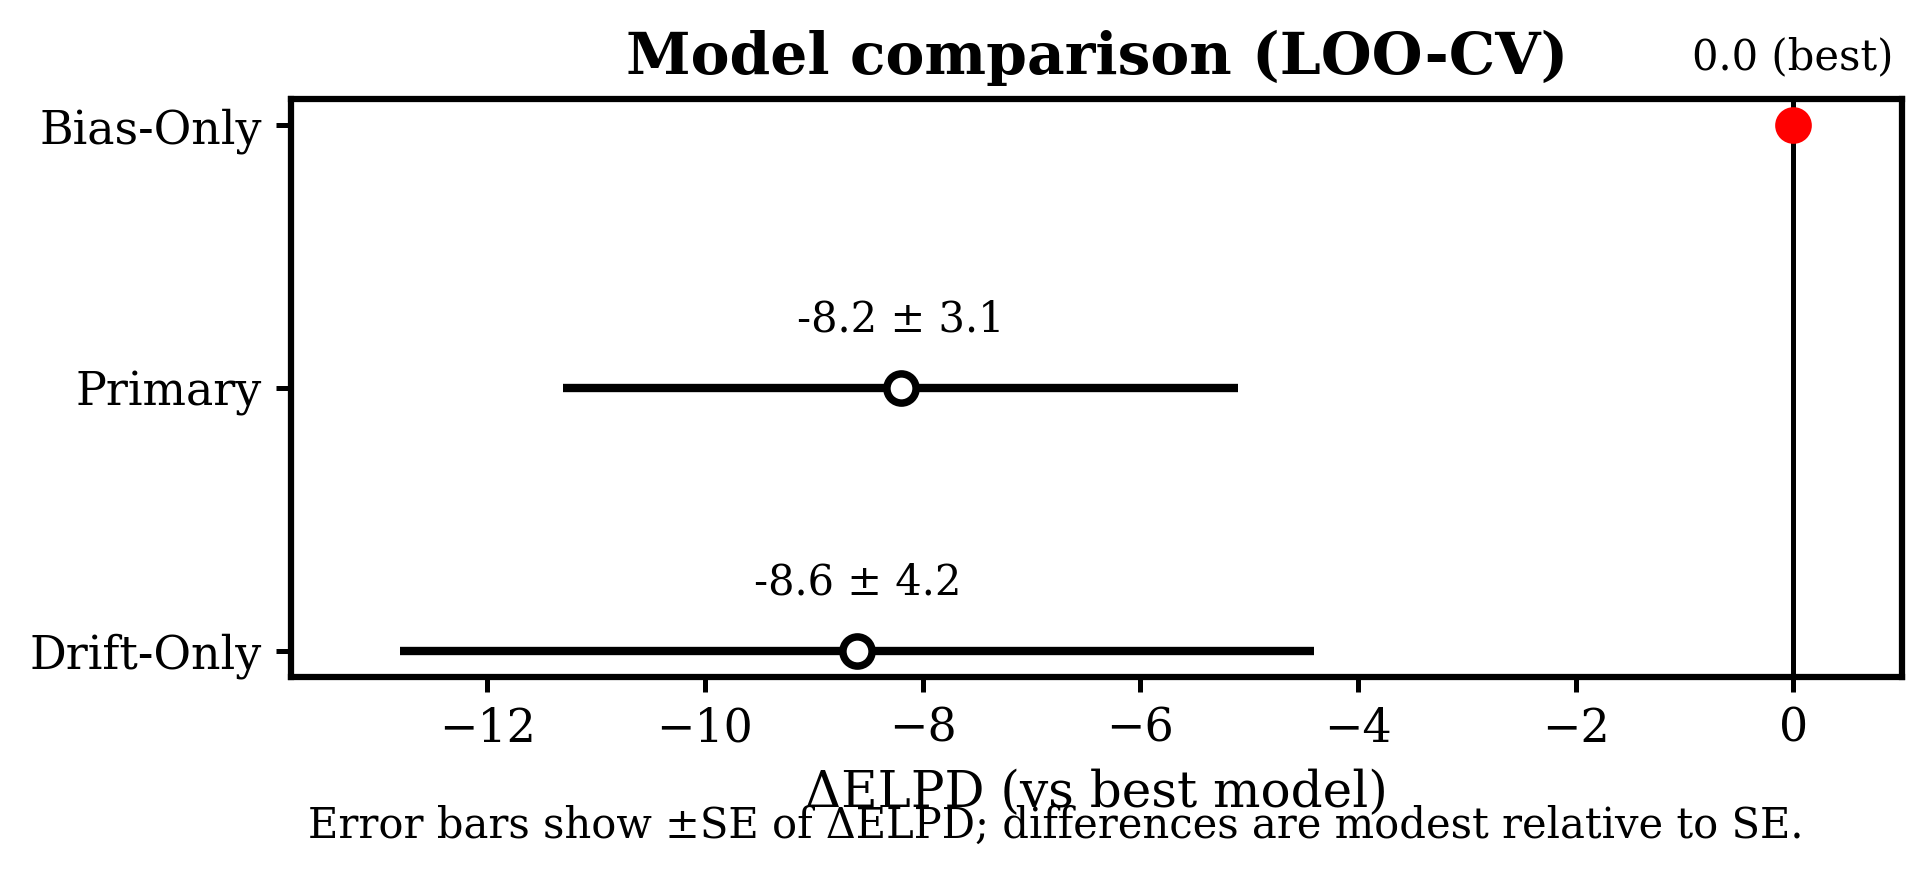 Model comparison (LOO-CV)
0.0 (best)
Bias-Only
-8.2 ± 3.1
Primary
-8.6 ± 4.2
Drift-Only
−12 −10 −8 −6 −4 −2 0
ΔELPD (vs best model)
Error bars show ±SE of ΔELPD; differences are modest relative to SE.